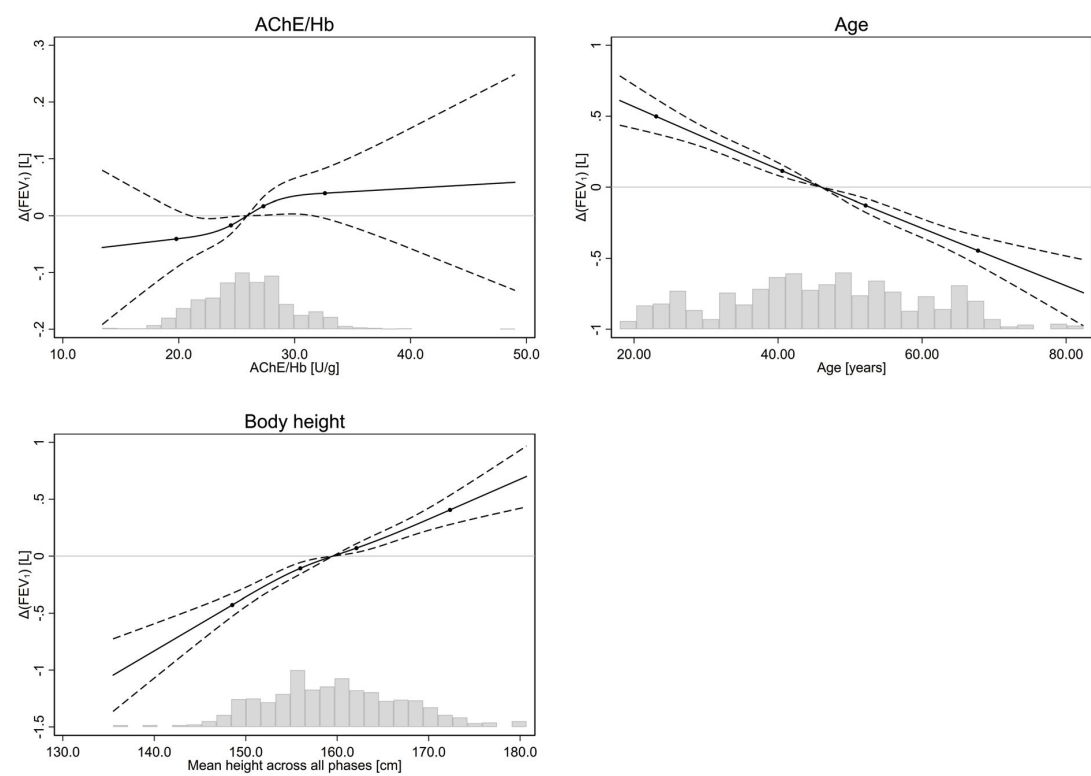 AChE/Hb
Δ(FEV₁) [L]
.3
.2
.1
0
-.1
-.2
10.0 20.0 30.0 40.0 50.0
AChE/Hb [U/g]
Age
Δ(FEV₁) [L]
1
.5
0
-.5
-1
20.00 40.00 60.00 80.00
Age [years]
Body height
Δ(FEV₁) [L]
1
.5
0
-.5
-1
-1.5
130.0 140.0 150.0 160.0 170.0 180.0
Mean height across all phases [cm]